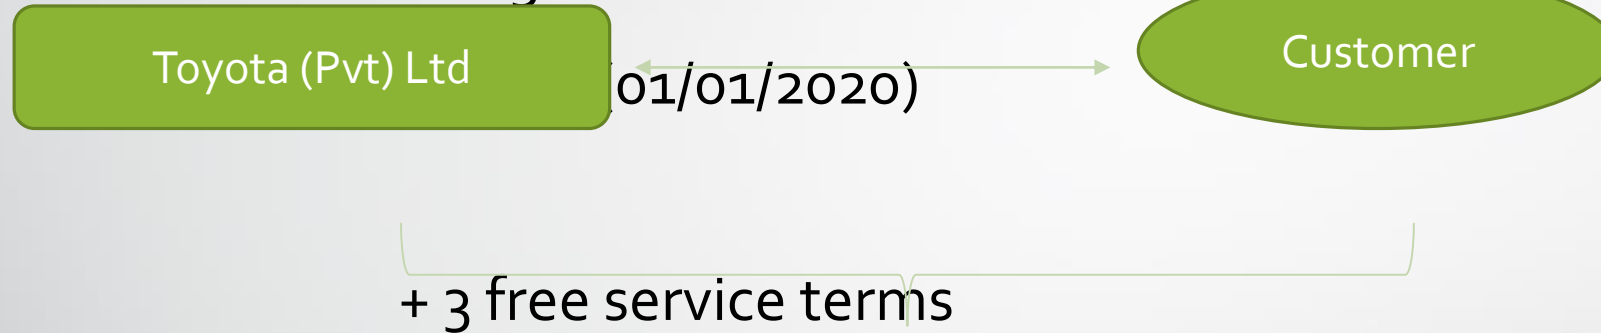 Toyota (Pvt) Ltd
Customer
(01/01/2020)
+ 3 free service terms